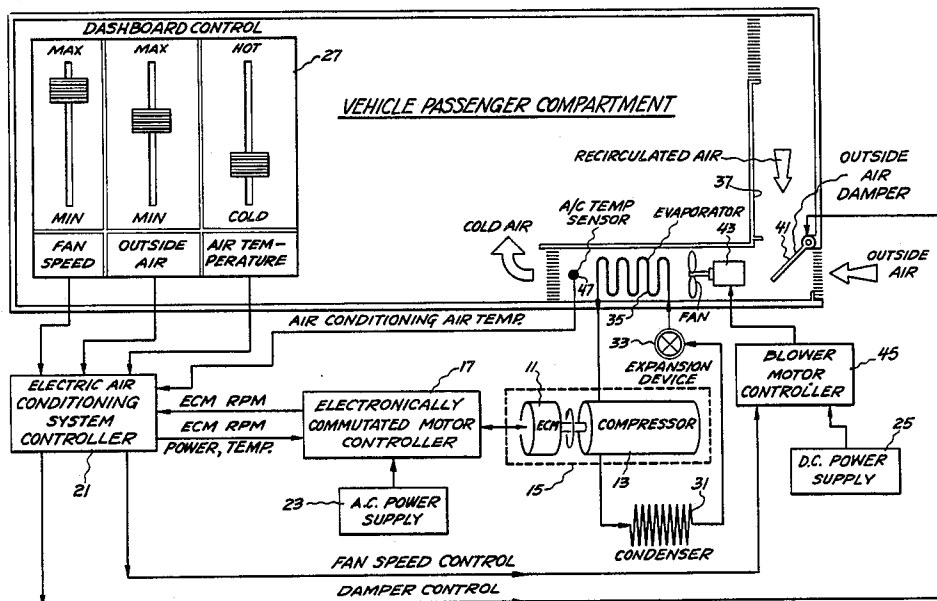 DASHBOARD CONTROL
MAX
MAX
HOT
27
MIN
MIN
COLD
FAN
SPEED
OUTSIDE
AIR
AIR TEM-
PERATURE
VEHICLE PASSENGER COMPARTMENT
RECIRCULATED AIR
37
OUTSIDE
AIR
DAMPER
41
A/C TEMP
SENSOR
EVAPORATOR
43
COLD AIR
47
35
FAN
OUTSIDE
AIR
AIR CONDITIONING AIR TEMP.
33
EXPANSION
DEVICE
BLOWER
MOTOR
CONTROLLER
45
ELECTRIC AIR
CONDITIONING
SYSTEM
CONTROLLER
21
ECM RPM
ECM RPM
POWER, TEMP.
17
ELECTRONICALLY
COMMUTATED MOTOR
CONTROLLER
11
ECM
COMPRESSOR
15
13
31
CONDENSER
23
A.C. POWER
SUPPLY
25
D.C. POWER
SUPPLY
FAN SPEED CONTROL
DAMPER CONTROL